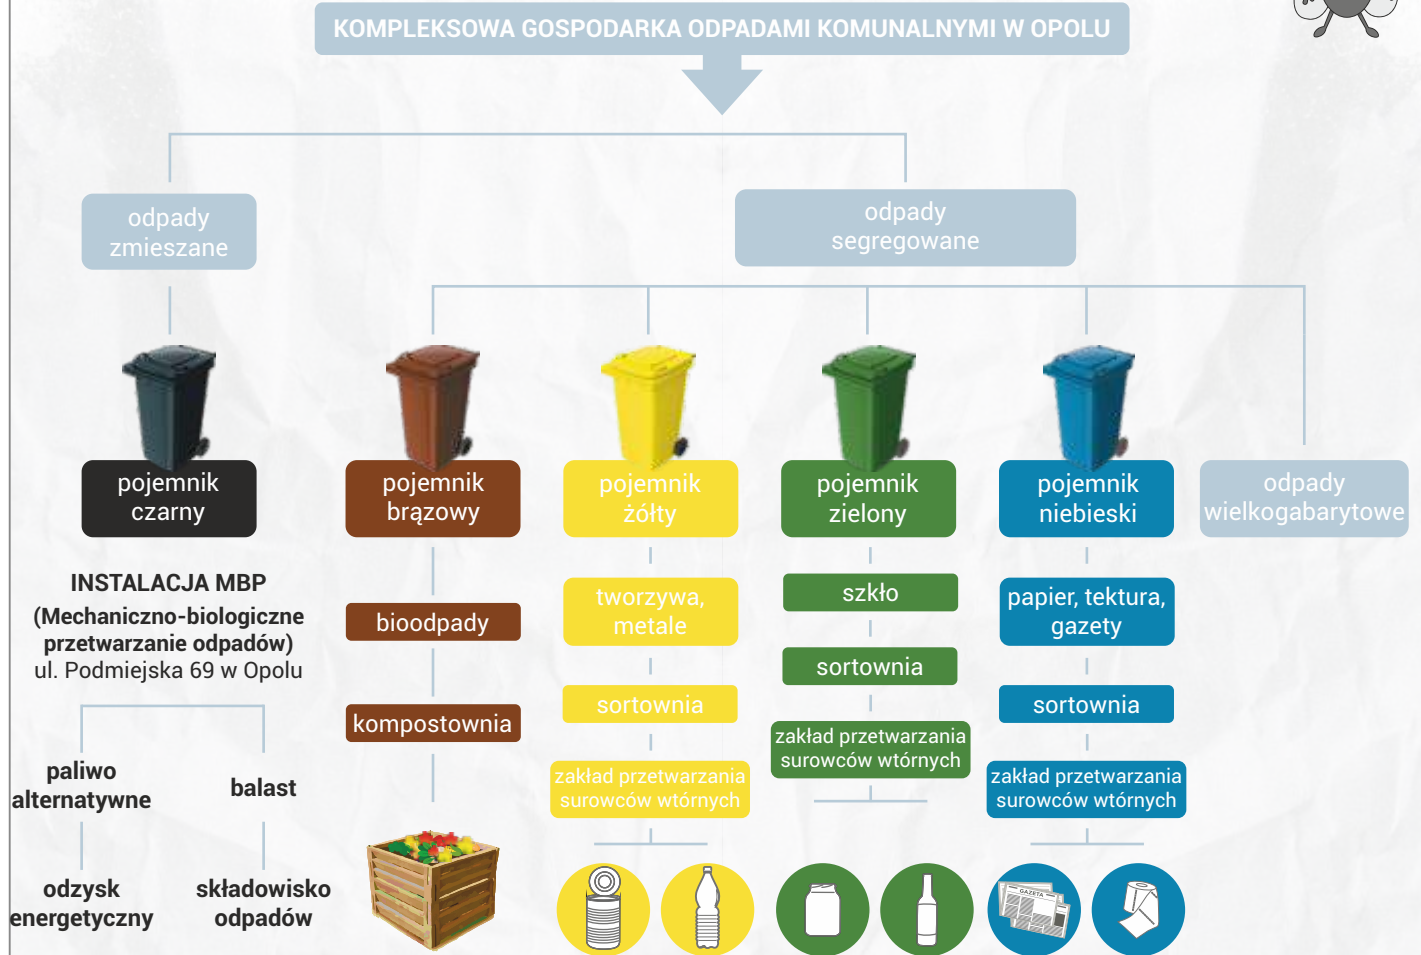 KOMPLEKSOWA GOSPODARKA ODPADAMI KOMUNALNYMI W OPOLU
odpady
zmieszane
odpady
segregowane
pojemnik
czarny
pojemnik
brązowy
pojemnik
żółty
pojemnik
zielony
pojemnik
niebieski
odpady
wielkogabarytowe
INSTALACJA MBP
(Mechaniczno-biologiczne
przetwarzanie odpadów)
ul. Podmiejska 69 w Opolu
paliwo
alternatywne
balast
odzysk
energetyczny
składowisko
odpadów
bioodpady
kompostownia
tworzywa,
metale
sortownia
zakład przetwarzania
surowców wtórnych
szkło
sortownia
zakład przetwarzania
surowców wtórnych
papier, tektura,
gazety
sortownia
zakład przetwarzania
surowców wtórnych
GAZETA